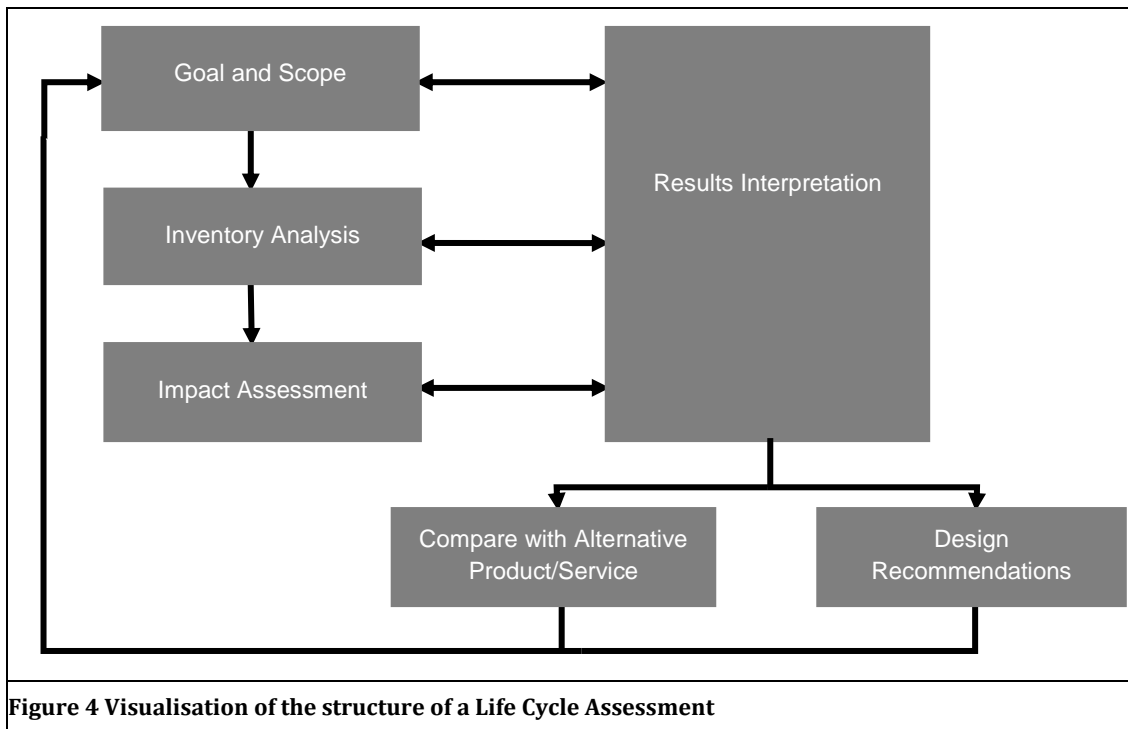 Goal and Scope
Results Interpretation
Inventory Analysis
Impact Assessment
Compare with Alternative
Product/Service
Design
Recommendations
Figure 4 Visualisation of the structure of a Life Cycle Assessment